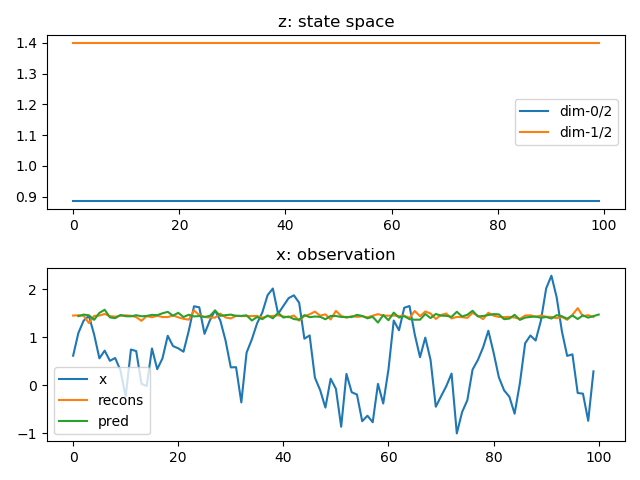 z: state space
1.4
1.3
1.2
1.1
1.0
0.9
dim-0/2
dim-1/2
0 20 40 60 80 100
x: observation
2
1
0
−1
x
recons
pred
0 20 40 60 80 100